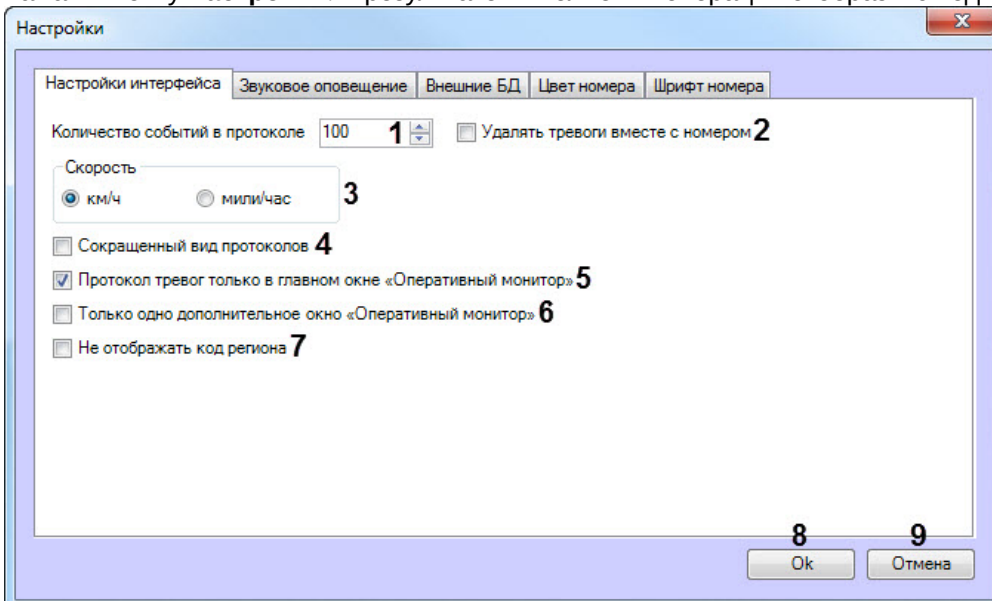 Настройки
Настройки интерфейса Звуковое оповещение Внешние БД Цвет номера Шрифт номера
Количество событий в протоколе 100 1 Удалять тревоги вместе с номером 2
Скорость
км/ч мили/час 3
Сокращенный вид протоколов 4
Протокол тревог только в главном окне «Оперативный монитор» 5
Только одно дополнительное окно «Оперативный монитор» 6
Не отображать код региона 7
8 9
Ok Отмена